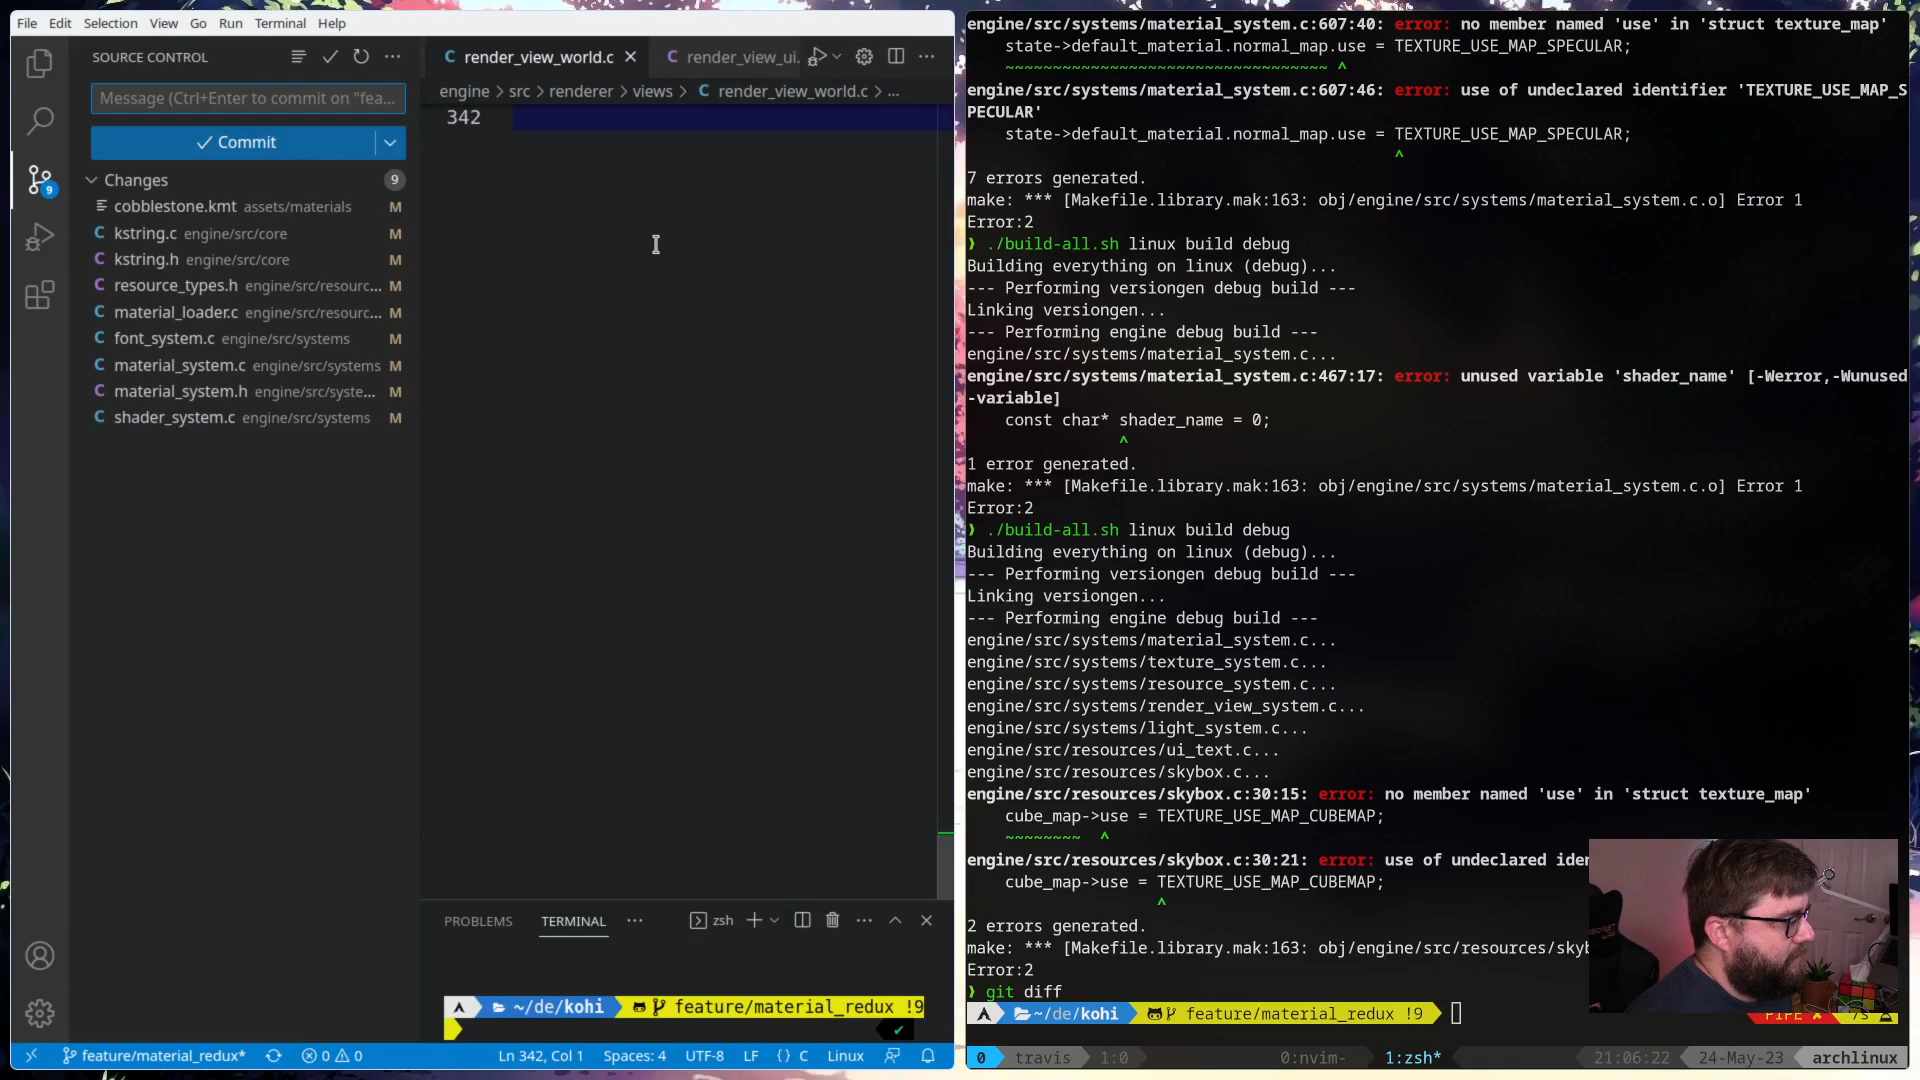 File Edit Selection View Go Run Terminal Help
SOURCE CONTROL
Message (Ctrl+Enter to commit on "fea...
Commit
Changes 9
cobblestone.kmt assets/materials M
kstring.c engine/src/core M
kstring.h engine/src/core M
resource_types.h engine/src/resourc... M
material_loader.c engine/src/resourc... M
font_system.c engine/src/systems M
material_system.c engine/src/systems M
material_system.h engine/src/syste... M
shader_system.c engine/src/systems M
9
render_view_world.c render_view_ui.
engine > src > renderer > views > C render_view_world.c > ...
342
PROBLEMS TERMINAL ... zsh
~/de/kohi feature/material_redux !9
feature/material_redux* 0 0 Ln 342, Col 1 Spaces: 4 UTF-8 LF {} C Linux
engine/src/systems/material_system.c:607:40: error: no member named 'use' in 'struct texture_map'
state->default_material.normal_map.use = TEXTURE_USE_MAP_SPECULAR;
~~~~~~~~~~~~~~~~~~~~~~~~~~~~~~~~~~ ^
engine/src/systems/material_system.c:607:46: error: use of undeclared identifier 'TEXTURE_USE_MAP_S
PECULAR'
state->default_material.normal_map.use = TEXTURE_USE_MAP_SPECULAR;
^
7 errors generated.
make: *** [Makefile.library.mak:163: obj/engine/src/systems/material_system.c.o] Error 1
Error:2
❯ ./build-all.sh linux build debug
Building everything on linux (debug)...
--- Performing versiongen debug build ---
Linking versiongen...
--- Performing engine debug build ---
engine/src/systems/material_system.c...
engine/src/systems/material_system.c:467:17: error: unused variable 'shader_name' [-Werror,-Wunused
-variable]
const char* shader_name = 0;
^
1 error generated.
make: *** [Makefile.library.mak:163: obj/engine/src/systems/material_system.c.o] Error 1
Error:2
❯ ./build-all.sh linux build debug
Building everything on linux (debug)...
--- Performing versiongen debug build ---
Linking versiongen...
--- Performing engine debug build ---
engine/src/systems/material_system.c...
engine/src/systems/texture_system.c...
engine/src/systems/resource_system.c...
engine/src/systems/render_view_system.c...
engine/src/systems/light_system.c...
engine/src/resources/ui_text.c...
engine/src/resources/skybox.c...
engine/src/resources/skybox.c:30:15: error: no member named 'use' in 'struct texture_map'
cube_map->use = TEXTURE_USE_MAP_CUBEMAP;
~~~~~~~~ ^
engine/src/resources/skybox.c:30:21: error: use of undeclared iden
cube_map->use = TEXTURE_USE_MAP_CUBEMAP;
^
2 errors generated.
make: *** [Makefile.library.mak:163: obj/engine/src/resources/skyb
Error:2
❯ git diff
~/de/kohi feature/material_redux !9 PIPE 7s
0 travis 1:0 0:nvim- 1:zsh* 21:06:22 24-May-23 archlinux